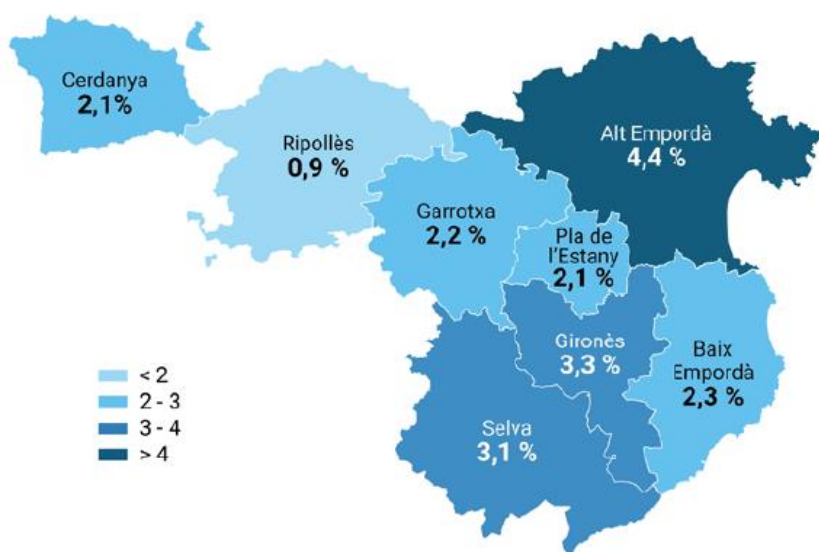 Cerdanya
2,1%
Ripollès
0,9 %
Alt Empordà
4,4 %
Garrotxa
2,2 %
Pla de
l'Estany
2,1 %
Gironès
3,3 %
Baix
Empordà
2,3 %
Selva
3,1 %
< 2
2 - 3
3 - 4
> 4